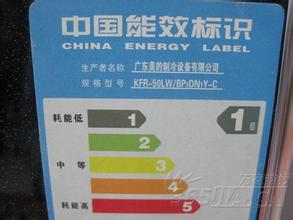 中国能效标识
CHINA ENERGY LABEL
生产者名称 广东美的制冷设备有限公司
规格型号 KFR-50LW/BP2DN1Y-C
耗能低 1 1级
2
中等 3
4
耗能高 5